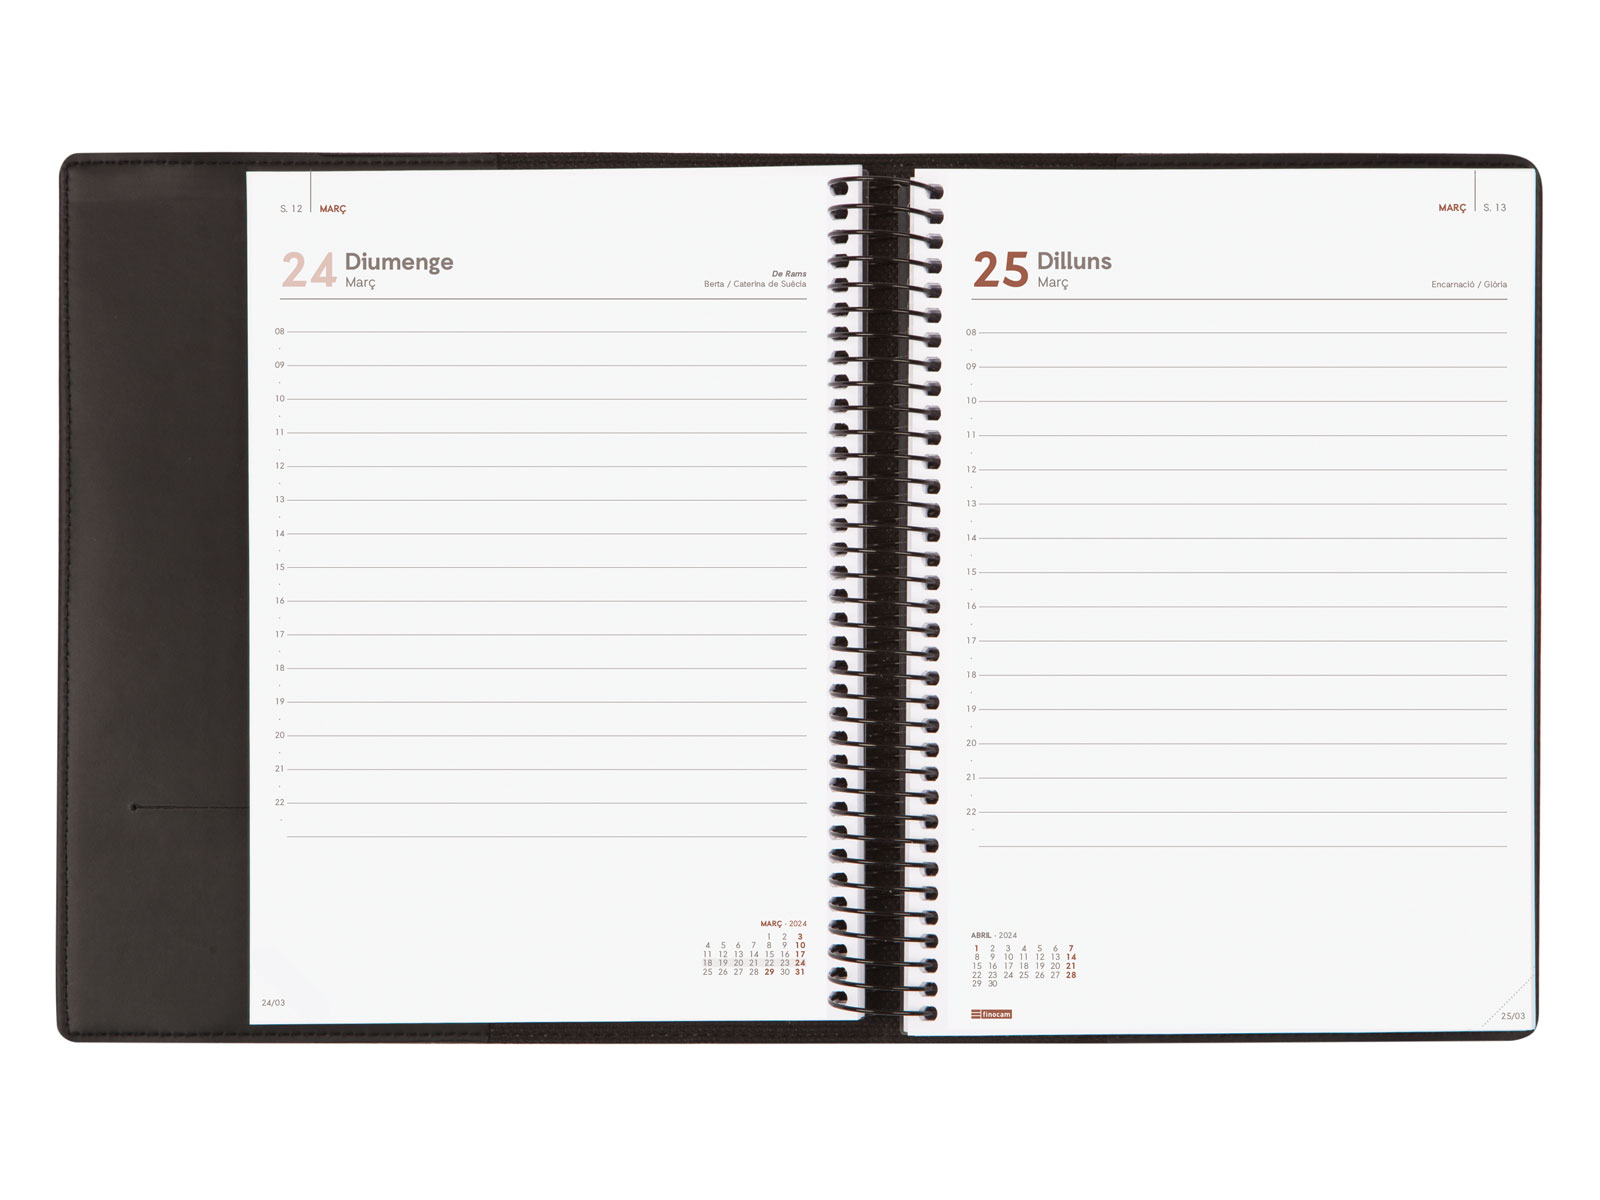 S. 12 MARÇ
24 Diumenge
Març
De Rams
Berta / Caterina de Suècia
08
09
10
11
12
13
14
15
16
17
18
19
20
21
22
MARÇ · 2024
1 2 3
4 5 6 7 8 9 10
11 12 13 14 15 16 17
18 19 20 21 22 23 24
25 26 27 28 29 30 31
24/03
MARÇ S. 13
25 Dilluns
Març
Encarnació / Glòria
08
09
10
11
12
13
14
15
16
17
18
19
20
21
22
ABRIL · 2024
1 2 3 4 5 6 7
8 9 10 11 12 13 14
15 16 17 18 19 20 21
22 23 24 25 26 27 28
29 30
finocam
25/03